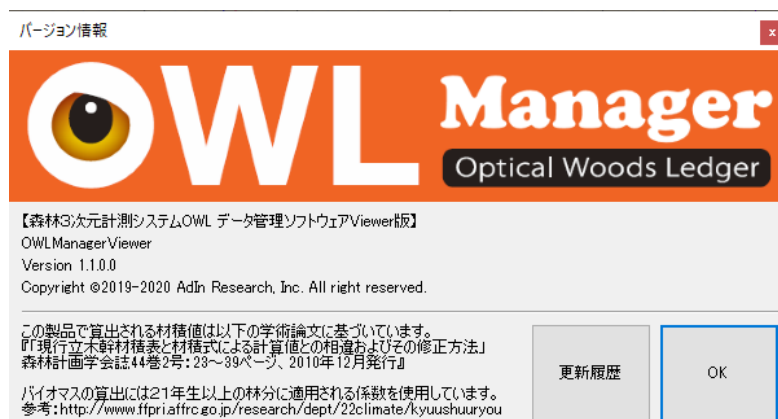 バージョン情報
x
OWL Manager
Optical Woods Ledger
【森林3次元計測システムOWL データ管理ソフトウェアViewer版】
OWLManagerViewer
Version 1.1.0.0
Copyright ©2019-2020 AdIn Research, Inc. All right reserved.
この製品で算出される材積値は以下の学術論文に基づいています。
『「現行立木幹材積表と材積式による計算値との相違およびその修正方法」
森林計画学会誌44巻2号:23~39ページ、2010年12月発行』
バイオマスの算出には21年生以上の林分に適用される係数を使用しています。
参考:http://www.ffpri.affrc.go.jp/research/dept/22climate/kyuushuuryou
更新履歴
OK